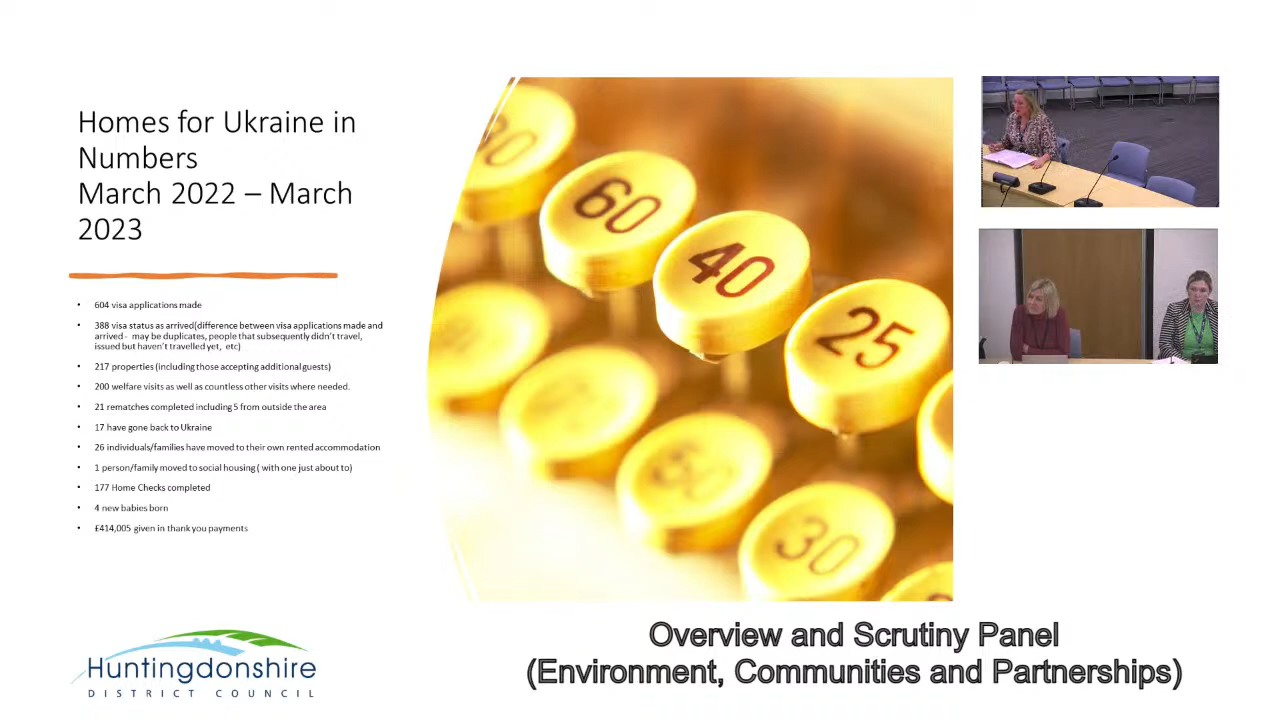 Homes for Ukraine in
Numbers
March 2022 – March
2023
• 604 visa applications made
• 388 visa status as arrived(difference between visa applications made and
arrived - may be duplicates, people that subsequently didn't travel,
issued but haven't travelled yet, etc)
• 217 properties (including those accepting additional guests)
• 200 welfare visits as well as countless other visits where needed.
• 21 rematches completed including 5 from outside the area
• 17 have gone back to Ukraine
• 26 individuals/families have moved to their own rented accommodation
• 1 person/family moved to social housing ( with one just about to)
• 177 Home Checks completed
• 4 new babies born
• £414,005 given in thank you payments
60
40
25
30
Huntingdonshire
DISTRICT COUNCIL
Overview and Scrutiny Panel
(Environment, Communities and Partnerships)